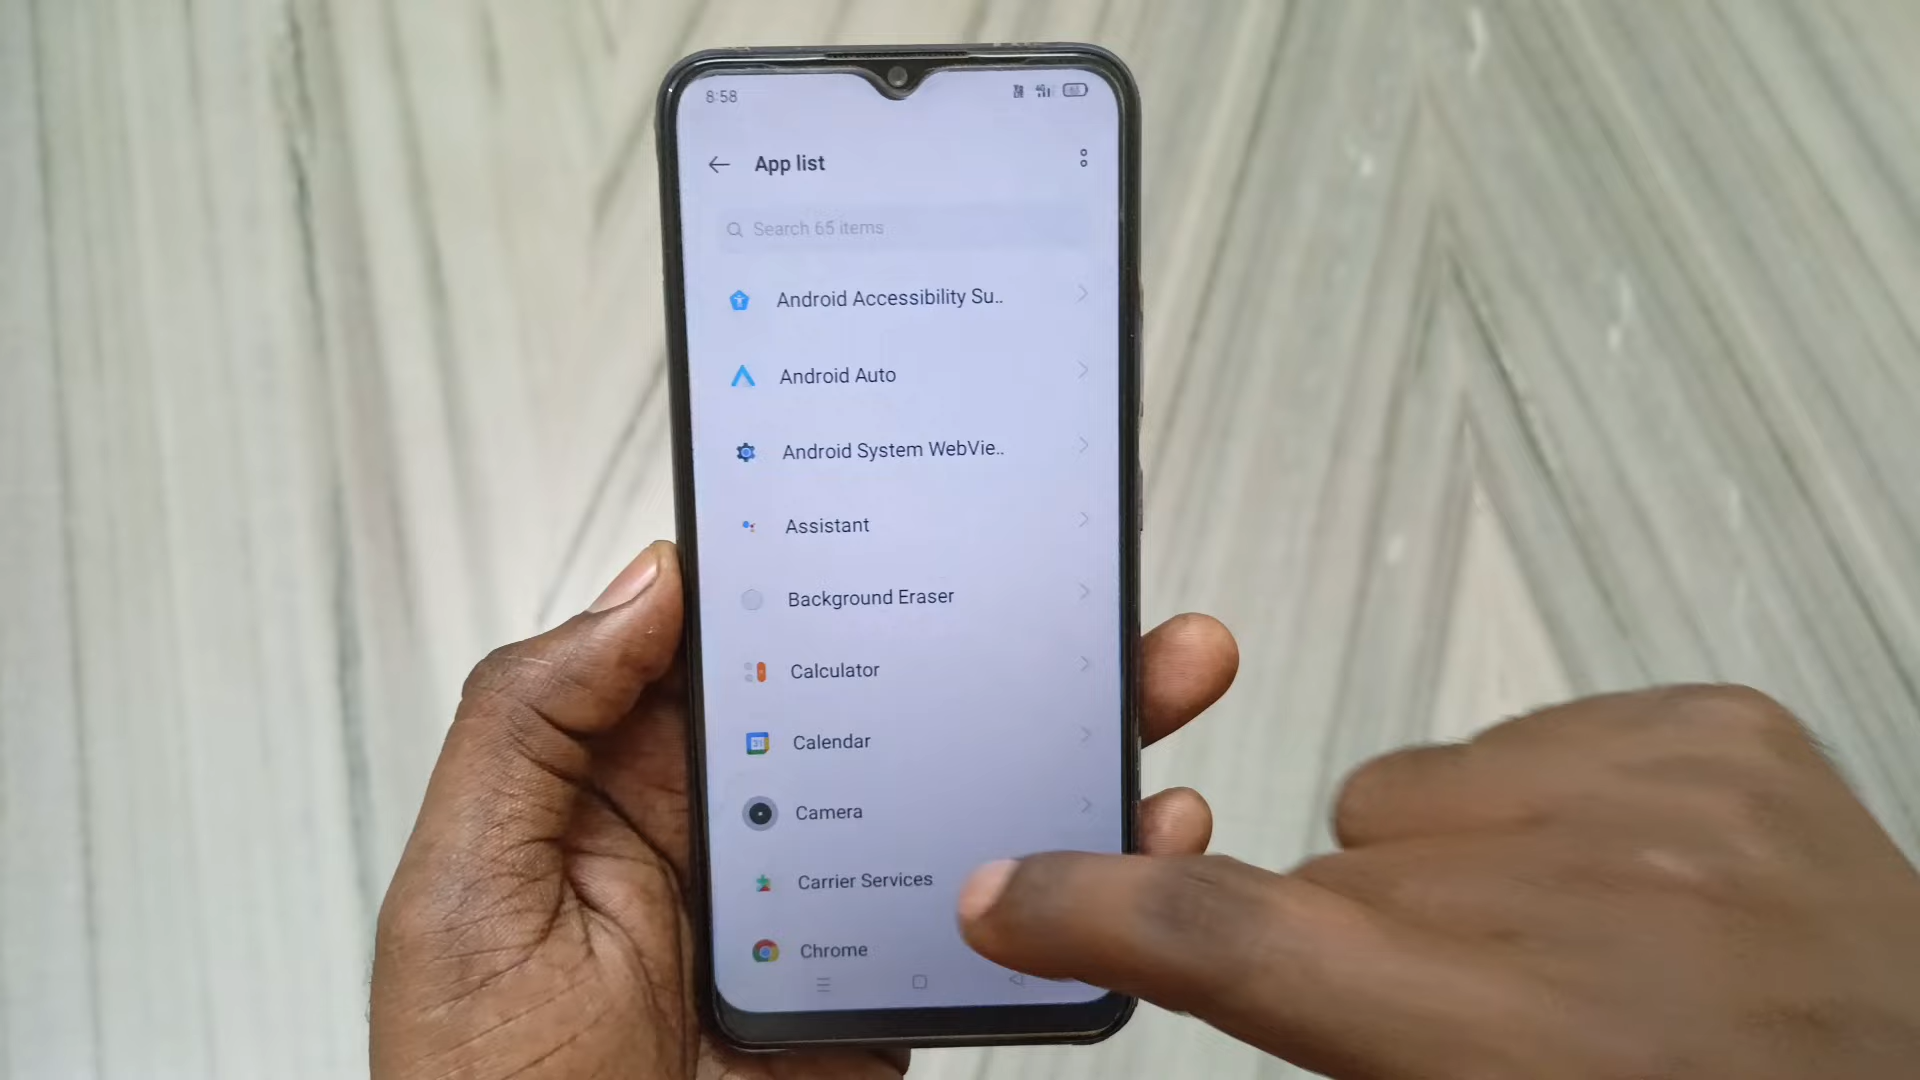 8:58
App list
Search 65 items
Android Accessibility Su..
Android Auto
Android System WebVie..
Assistant
Background Eraser
Calculator
Calendar
Camera
Carrier Services
Chrome